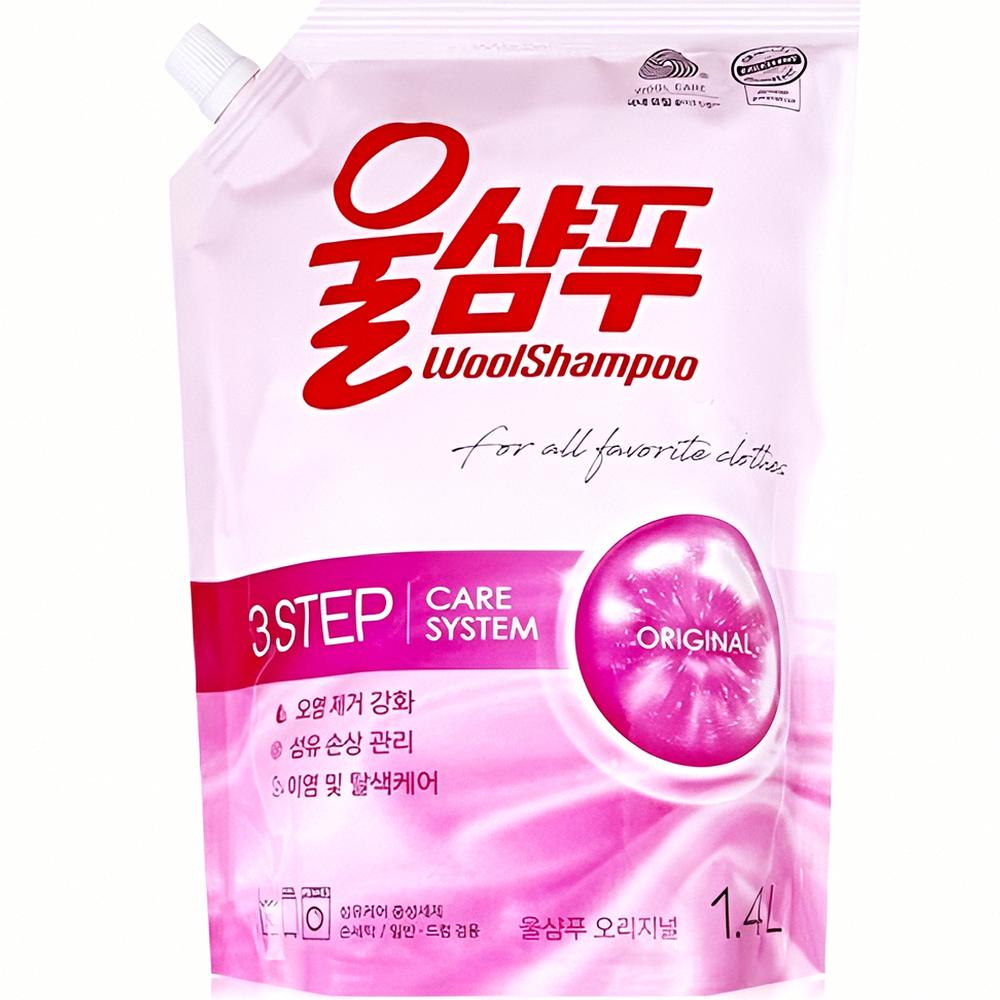 WOOL CARE
울샴푸
WoolShampoo
for all favorite clothes
3STEP
CARE
SYSTEM
ORIGINAL
오염 제거 강화
섬유 손상 관리
이염 및 탈색케어
섬유케어 중성세제
손세탁 / 일반·드럼 겸용
울샴푸 오리지널
1.4L